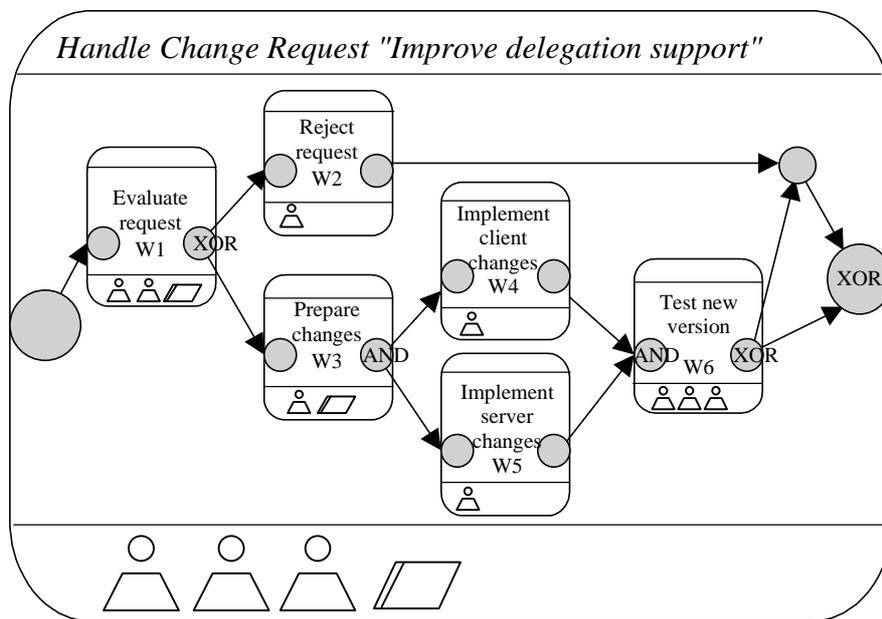 Handle Change Request "Improve delegation support"
Evaluate
request
W1
XOR
Reject
request
W2
Prepare
changes
W3
AND
Implement
client
changes
W4
Implement
server
changes
W5
Test new
version
AND
W6
XOR
XOR